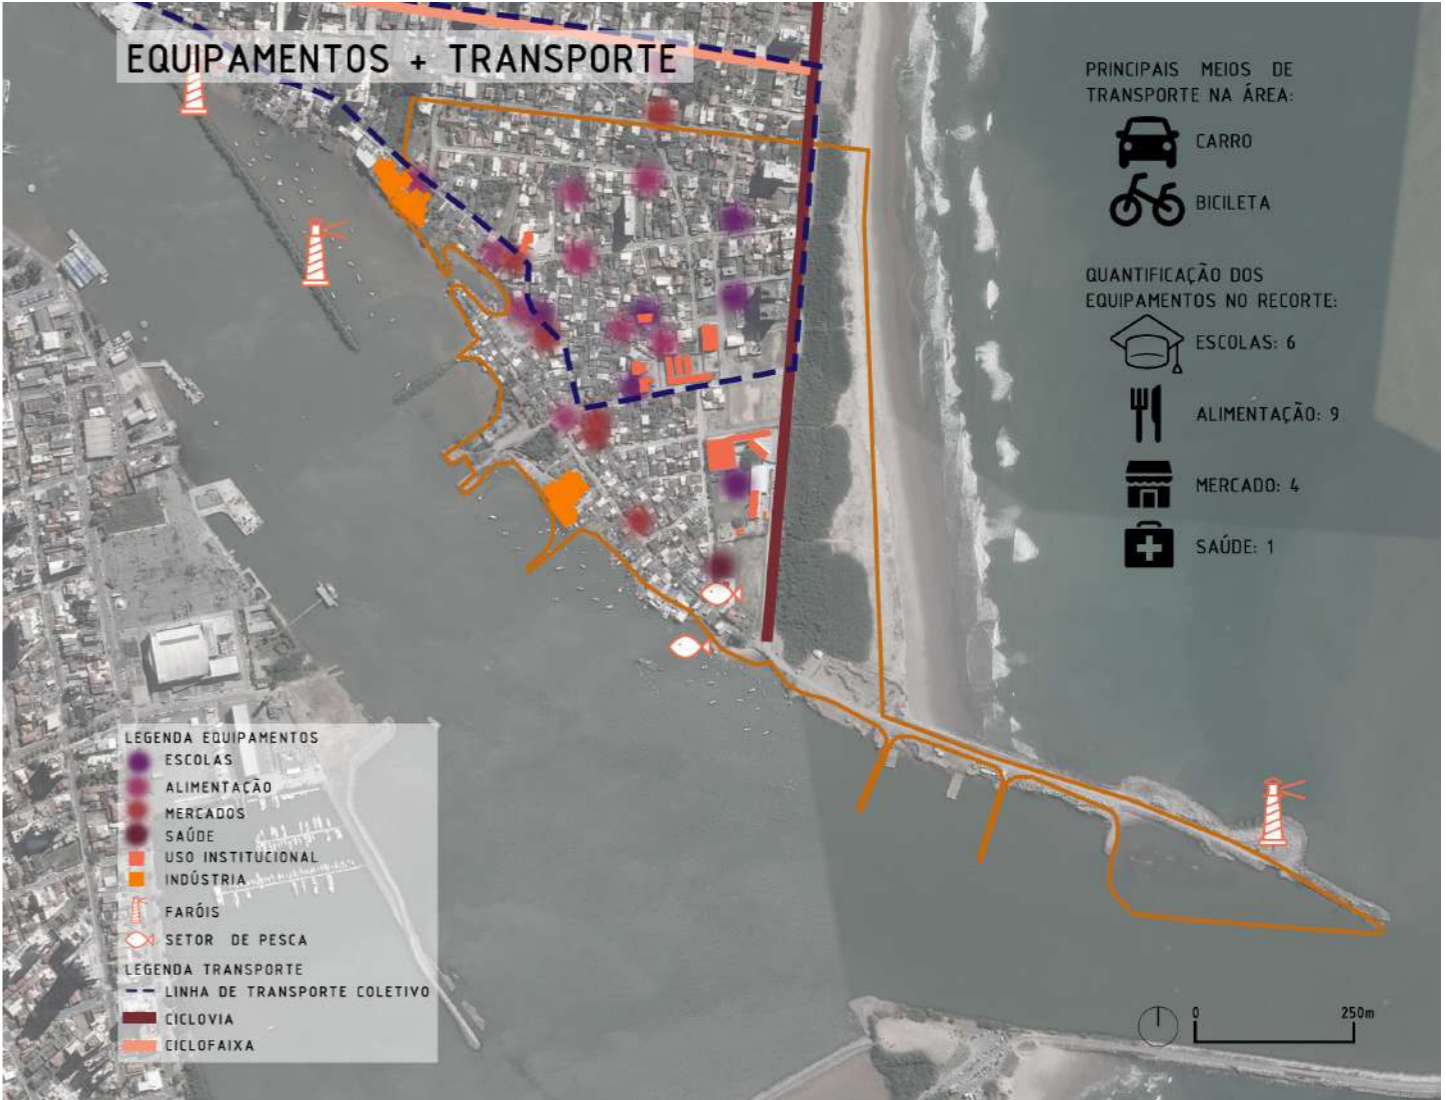 EQUIPAMENTOS + TRANSPORTE
PRINCIPAIS MEIOS DE
TRANSPORTE NA ÁREA:
CARRO
BICILETA
QUANTIFICAÇÃO DOS
EQUIPAMENTOS NO RECORTE:
ESCOLAS: 6
ALIMENTAÇÃO: 9
MERCADO: 4
SAÚDE: 1
LEGENDA EQUIPAMENTOS
ESCOLAS
ALIMENTAÇÃO
MERCADOS
SAÚDE
USO INSTITUCIONAL
INDÚSTRIA
FARÓIS
SETOR DE PESCA
LEGENDA TRANSPORTE
LINHA DE TRANSPORTE COLETIVO
CICLOVIA
CICLOFAIXA
0 250m